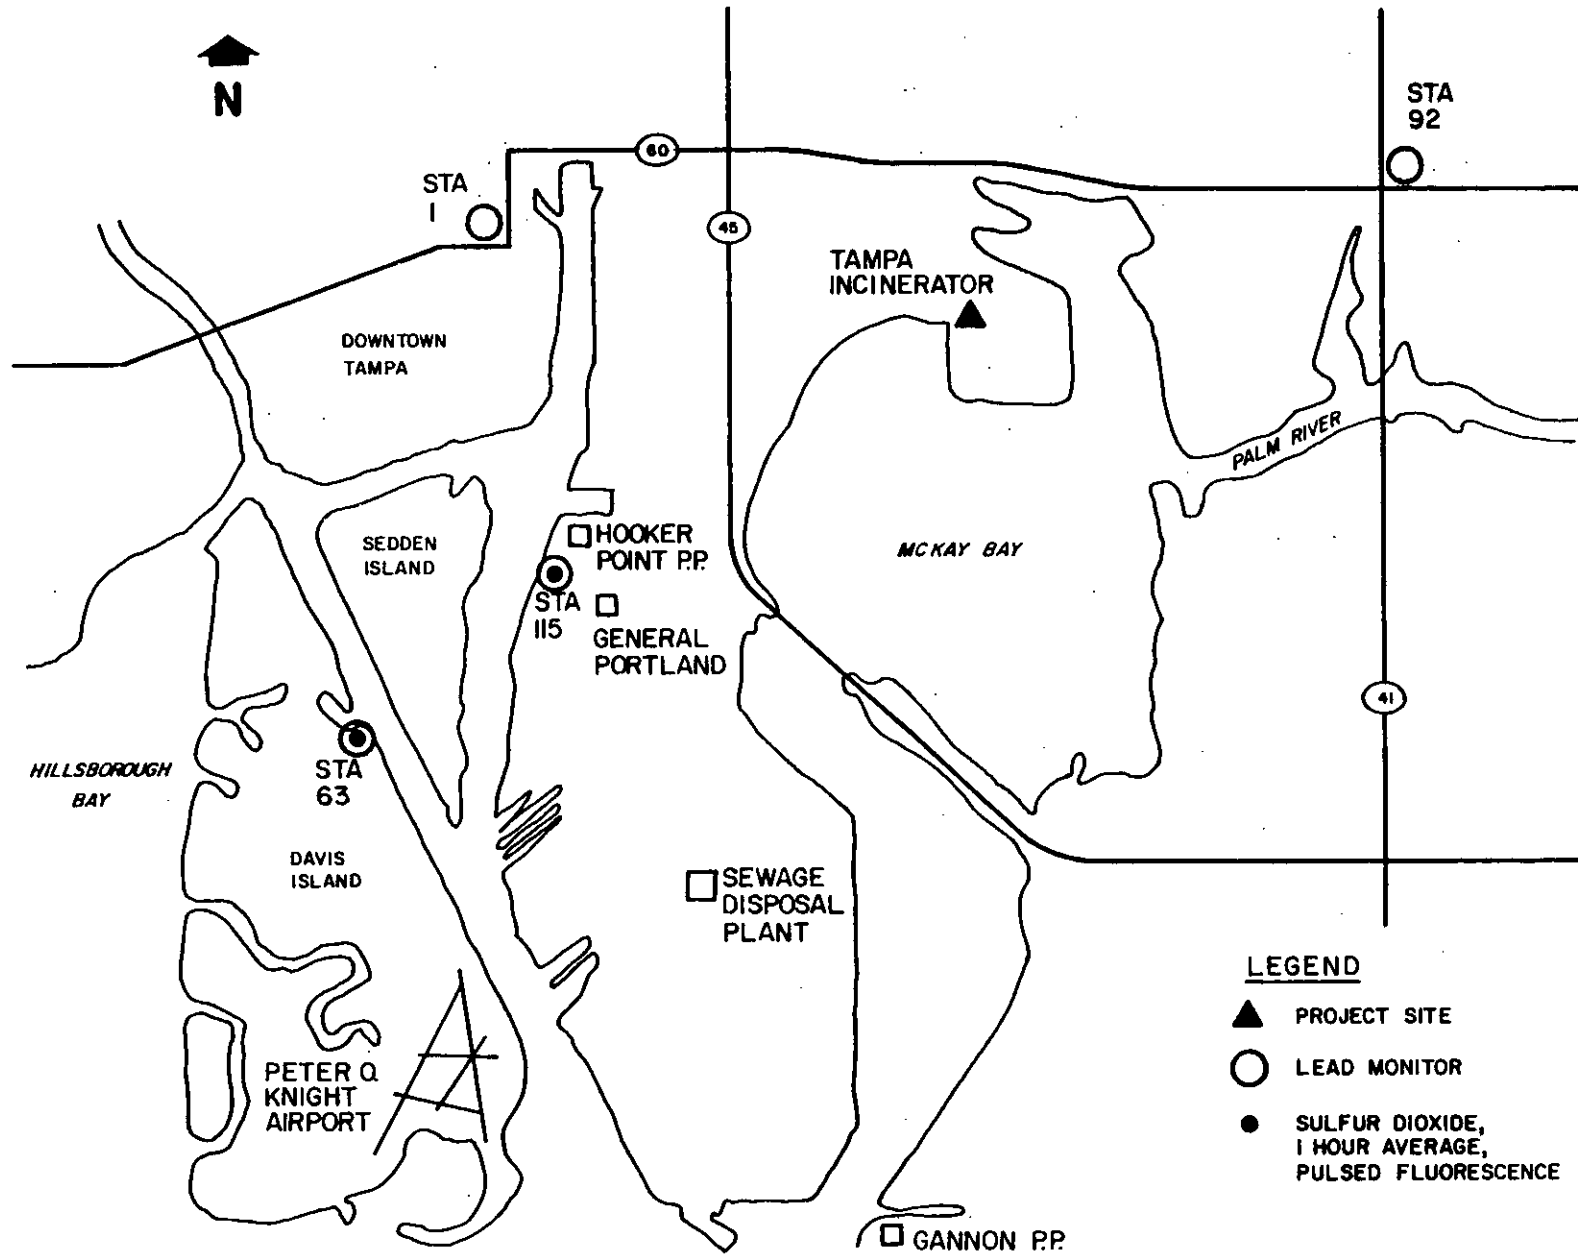 N
STA
92
60
STA
1
45
TAMPA
INCINERATOR
DOWNTOWN
TAMPA
PALM RIVER
HOOKER
POINT P.P.
SEDDEN
ISLAND
MCKAY BAY
STA
115
GENERAL
PORTLAND
41
HILLSBOROUGH
BAY
STA
63
DAVIS
ISLAND
SEWAGE
DISPOSAL
PLANT
PETER O.
KNIGHT
AIRPORT
GANNON P.P.
LEGEND
PROJECT SITE
LEAD MONITOR
SULFUR DIOXIDE,
1 HOUR AVERAGE,
PULSED FLUORESCENCE